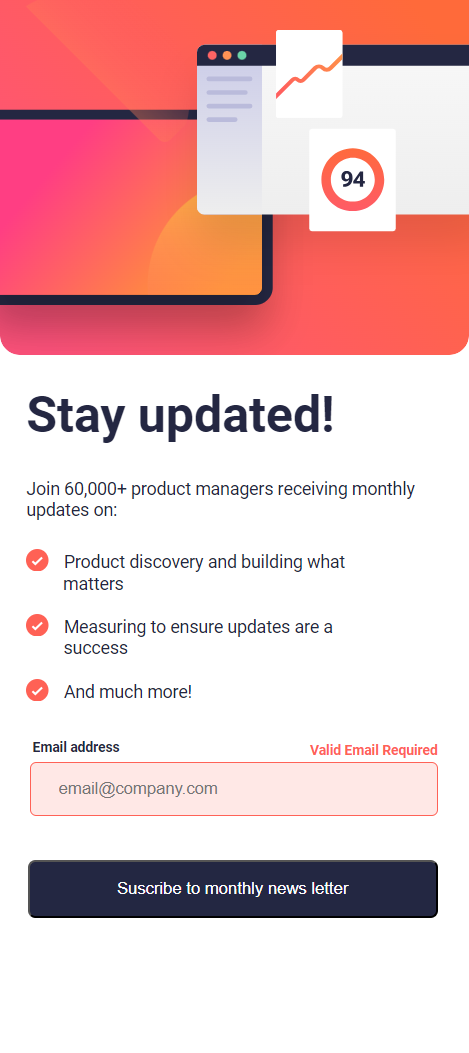 94
Stay updated!
Join 60,000+ product managers receiving monthly
updates on:
Product discovery and building what
matters
Measuring to ensure updates are a
success
And much more!
Email address
Valid Email Required
email@company.com
Suscribe to monthly news letter